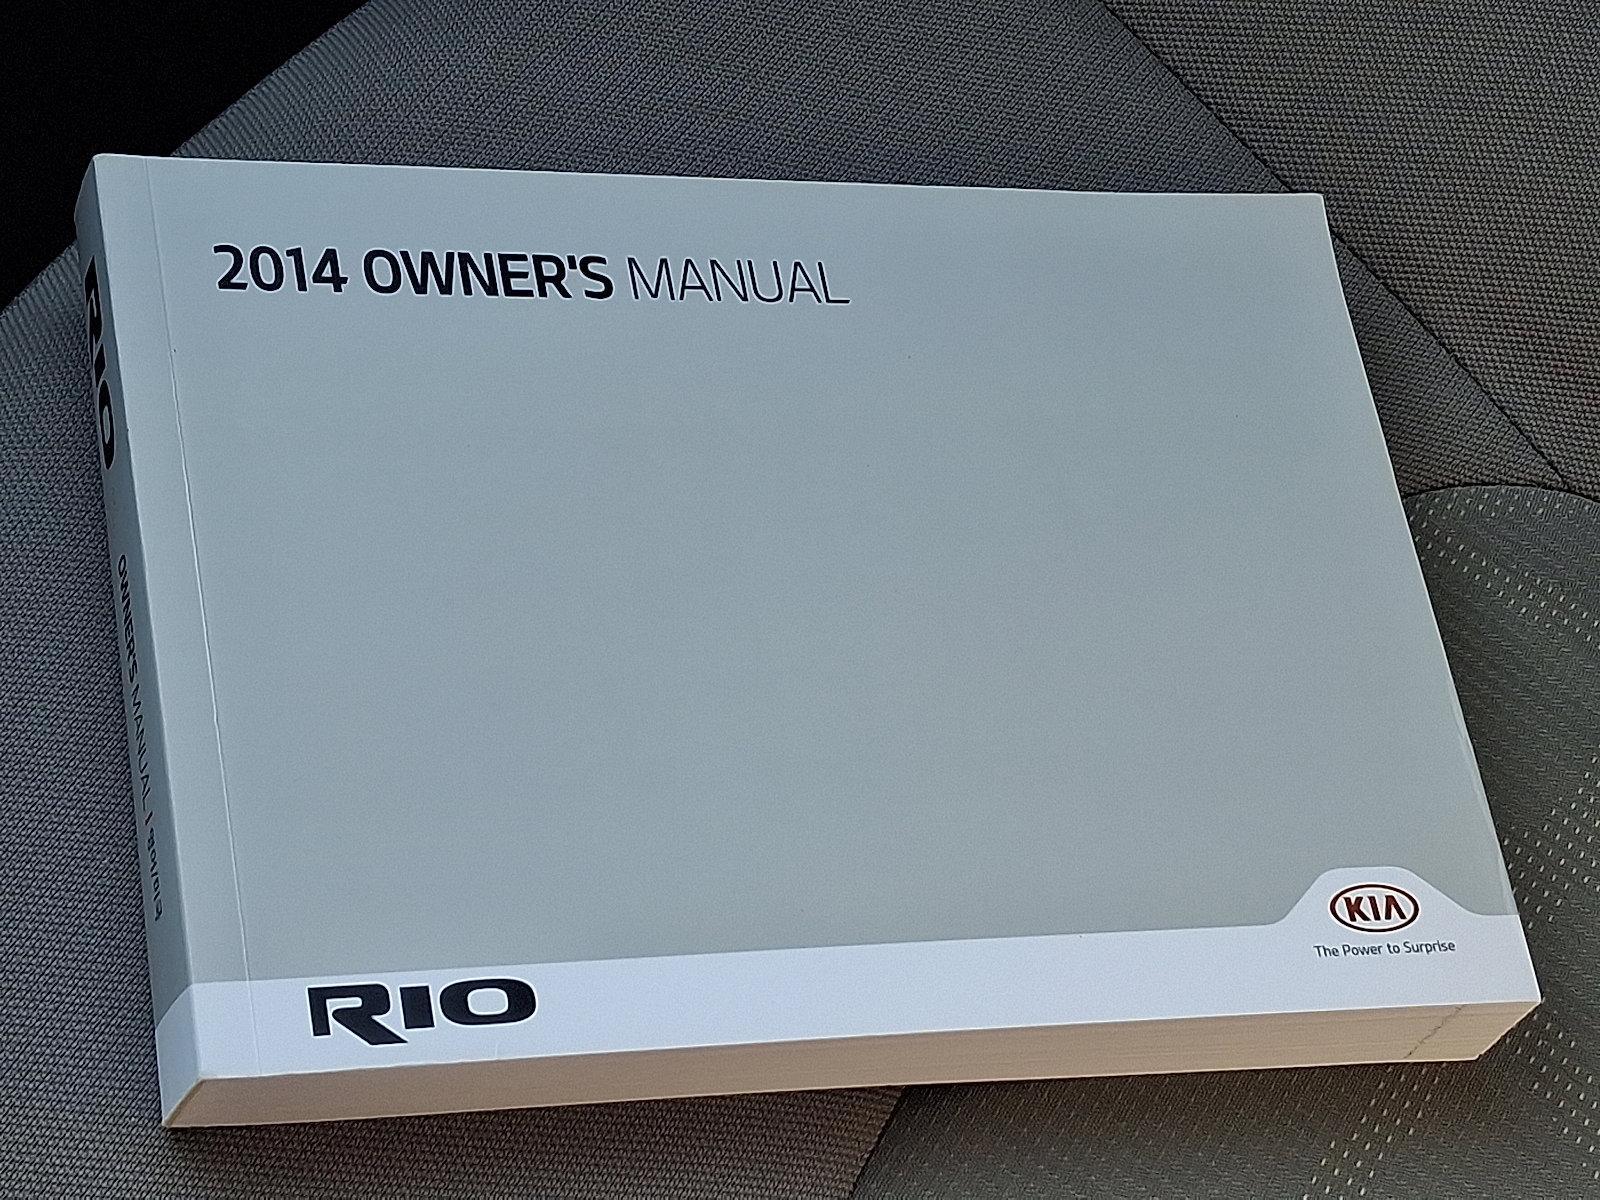 2014 OWNER'S MANUAL
RIO
OWNER'S MANUAL |
KIA
The Power to Surprise
RIO